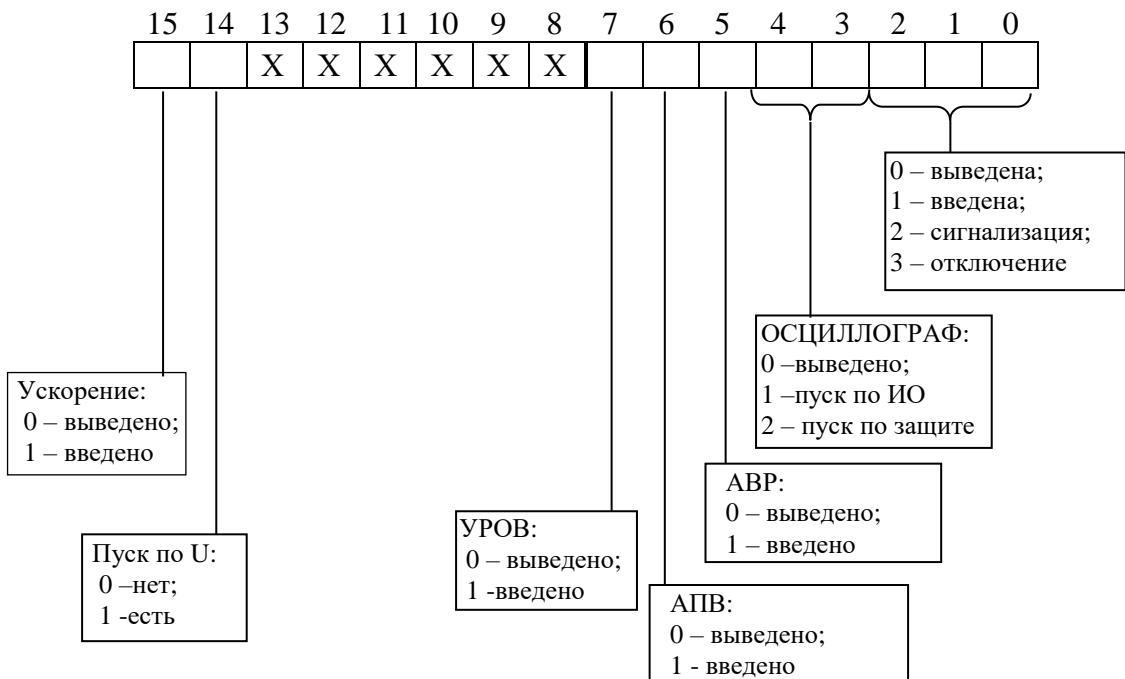 15 14 13 12 11 10 9 8 7 6 5 4 3 2 1 0
X X X X X X
0 – выведена;
1 – введена;
2 – сигнализация;
3 – отключение
ОСЦИЛЛОГРАФ:
0 –выведено;
1 –пуск по ИО
2 – пуск по защите
Ускорение:
0 – выведено;
1 – введено
АВР:
0 – выведено;
1 – введено
УРОВ:
0 – выведено;
1 -введено
Пуск по U:
0 –нет;
1 -есть
АПВ:
0 – выведено;
1 - введено